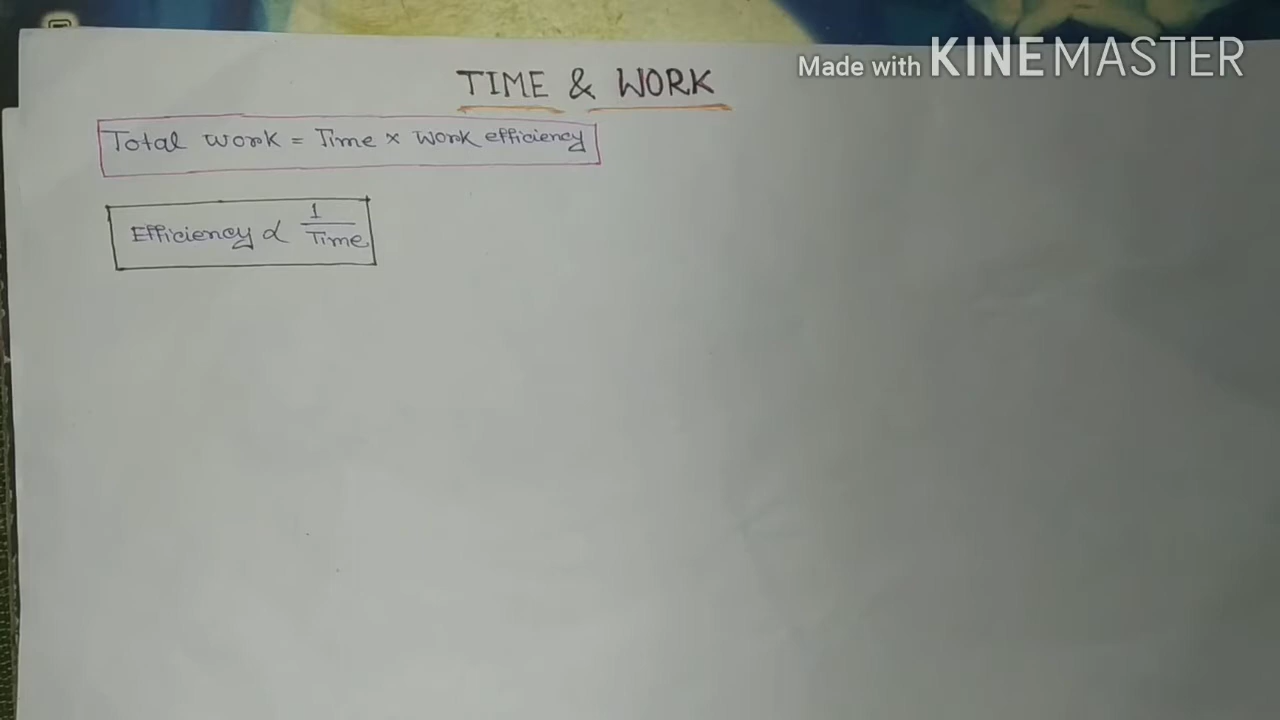 Made with KINEMASTER
TIME & WORK
Total work = Time × Work efficiency
Efficiency ∝ 1/Time